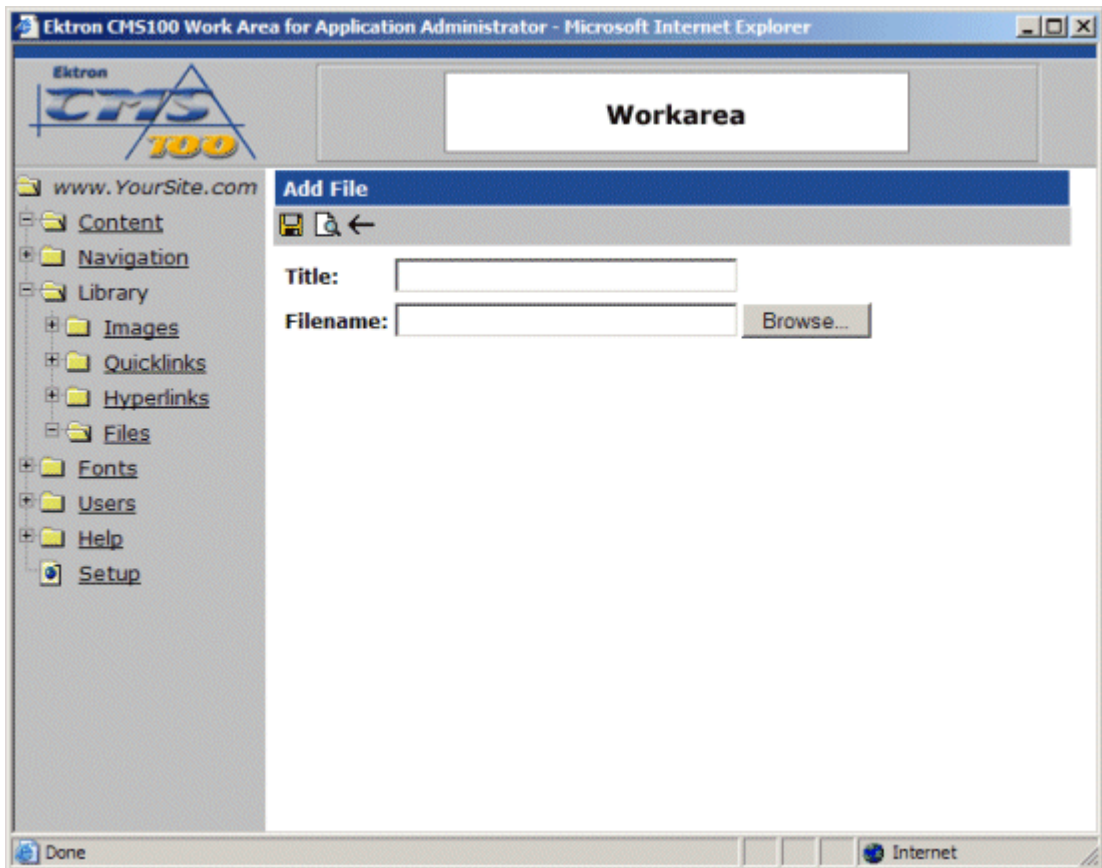 Ektron CMS100 Work Area for Application Administrator - Microsoft Internet Explorer
Ektron
CMS
100
Workarea
www.YourSite.com
Content
Navigation
Library
Images
Quicklinks
Hyperlinks
Files
Fonts
Users
Help
Setup
Add File
Title:
Filename:
Browse...
Done
Internet